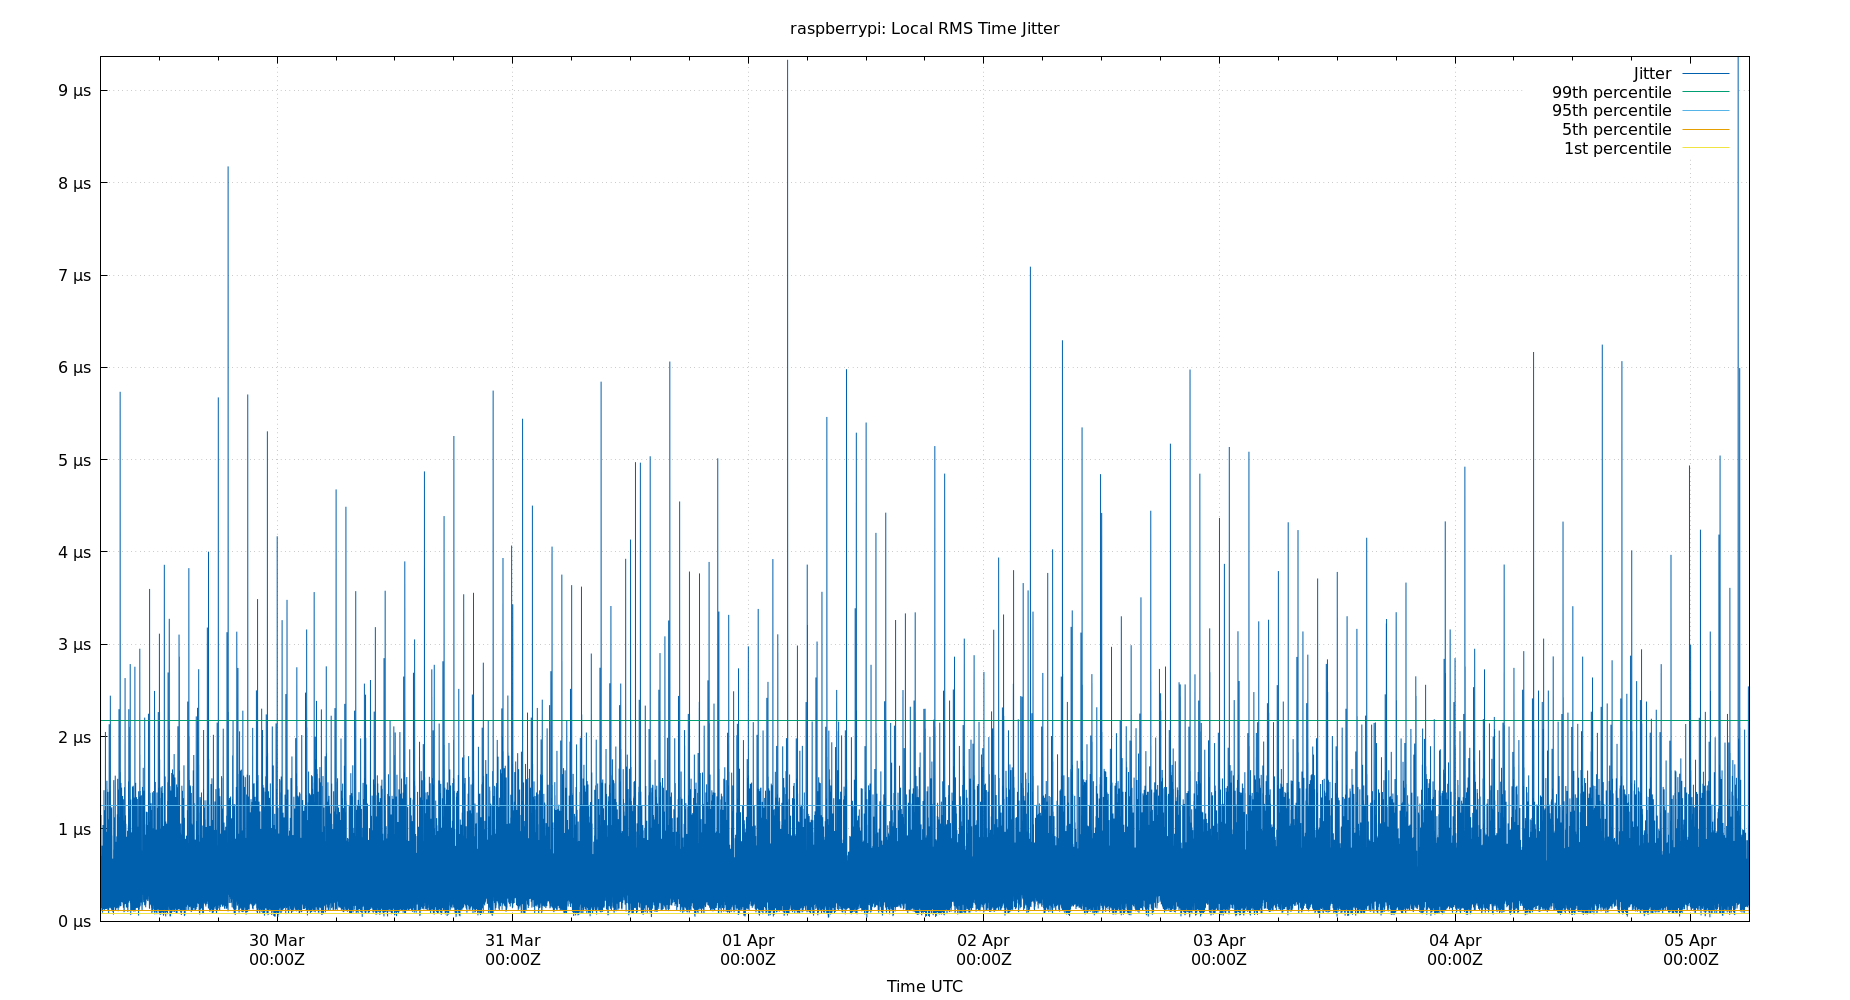 raspberrypi: Local RMS Time Jitter
Jitter
99th percentile
95th percentile
5th percentile
1st percentile
9 µs
8 µs
7 µs
6 µs
5 µs
4 µs
3 µs
2 µs
1 µs
0 µs
30 Mar 31 Mar 01 Apr 02 Apr 03 Apr 04 Apr 05 Apr
00:00Z 00:00Z 00:00Z 00:00Z 00:00Z 00:00Z 00:00Z
Time UTC